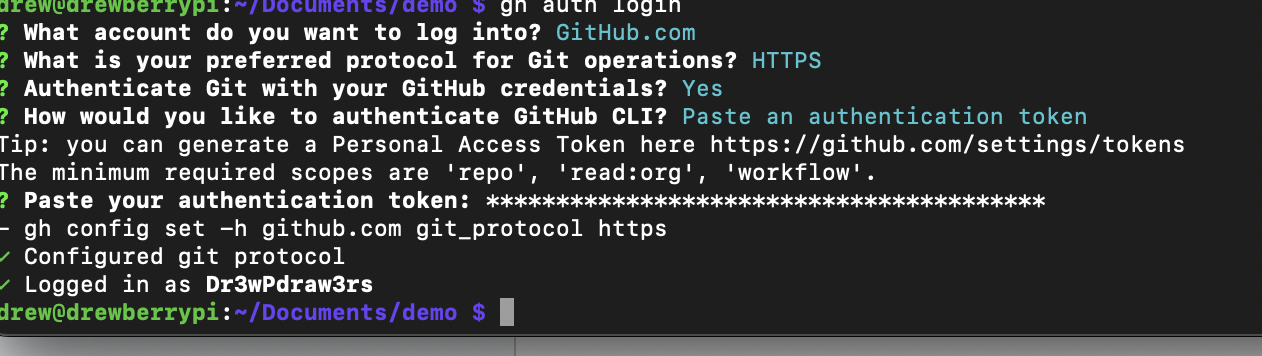 drew@drewberrypi:~/Documents/demo $ gh auth login
? What account do you want to log into? GitHub.com
? What is your preferred protocol for Git operations? HTTPS
? Authenticate Git with your GitHub credentials? Yes
? How would you like to authenticate GitHub CLI? Paste an authentication token
Tip: you can generate a Personal Access Token here https://github.com/settings/tokens
The minimum required scopes are 'repo', 'read:org', 'workflow'.
? Paste your authentication token: ****************************************
- gh config set -h github.com git_protocol https
✓ Configured git protocol
✓ Logged in as Dr3wPdraw3rs
drew@drewberrypi:~/Documents/demo $